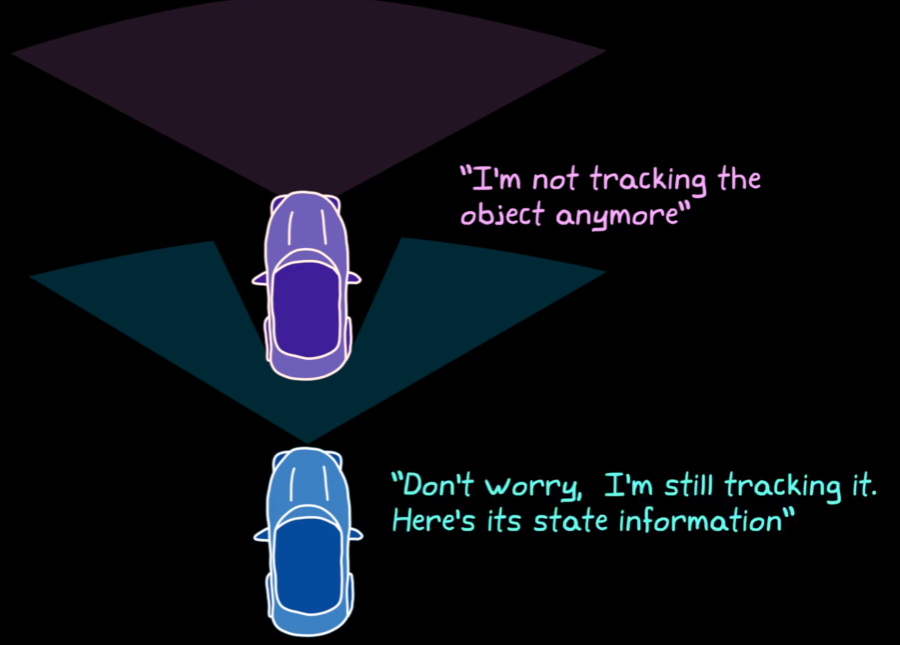 "I'm not tracking the
object anymore"
"Don't worry, I'm still tracking it.
Here's its state information"